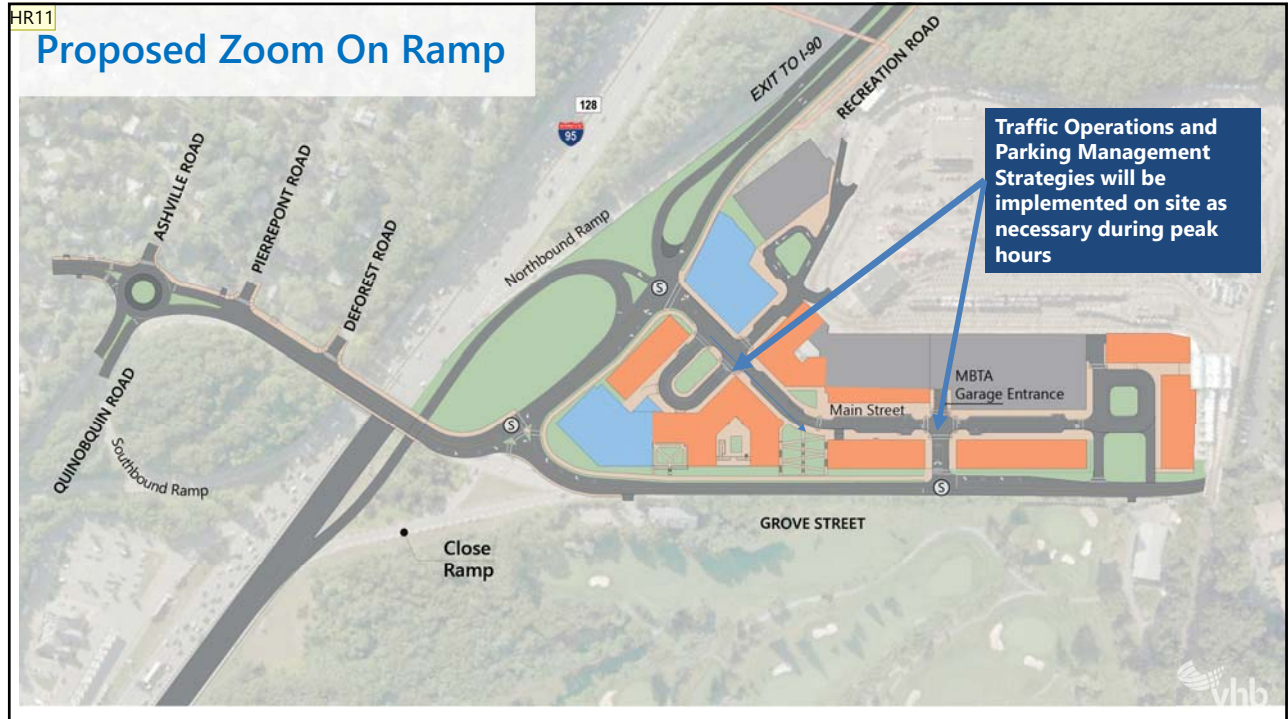 HR11
Proposed Zoom On Ramp
EXIT TO I-90
RECREATION ROAD
128
95
ASHVILLE ROAD
PIERREPONT ROAD
DEFOREST ROAD
Northbound Ramp
Traffic Operations and
Parking Management
Strategies will be
implemented on site as
necessary during peak
hours
S
MBTA
Garage Entrance
Main Street
S
QUINOBQUIN ROAD
Southbound Ramp
S
GROVE STREET
Close
Ramp
vhb